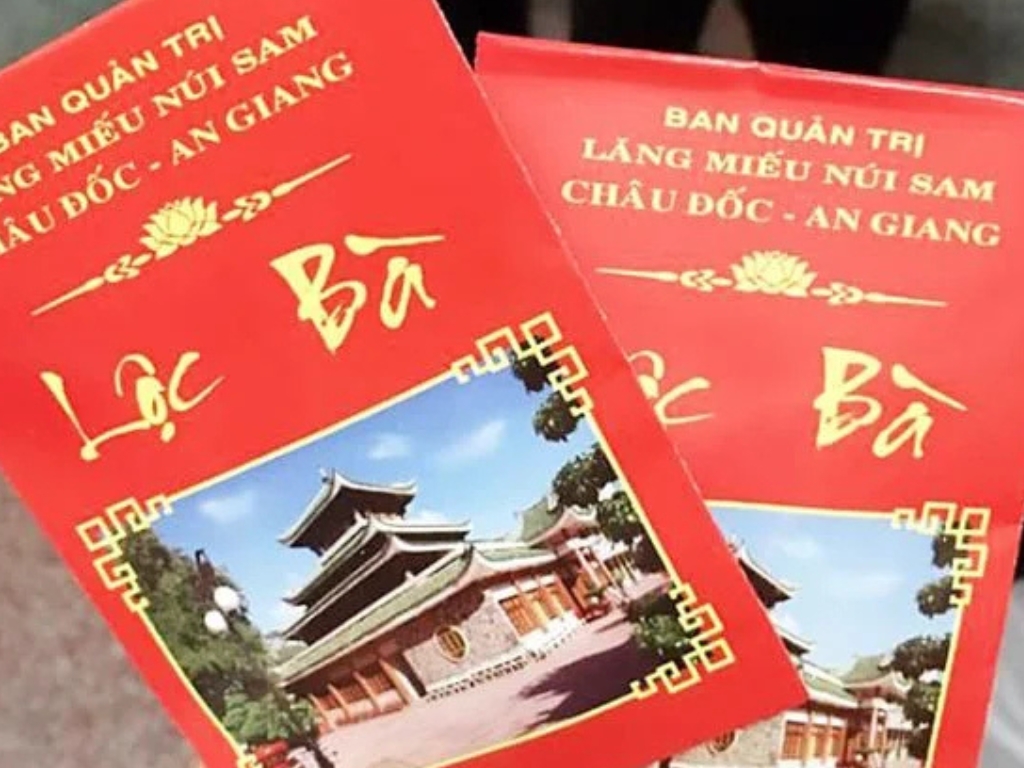 BAN QUẢN TRỊ
MIẾU NÚI SAM
ĐỐC - AN GIANG
Lộc Bà
BAN QUẢN TRỊ
LĂNG MIẾU NÚI SAM
CHÂU ĐỐC - AN GIANG
Bà